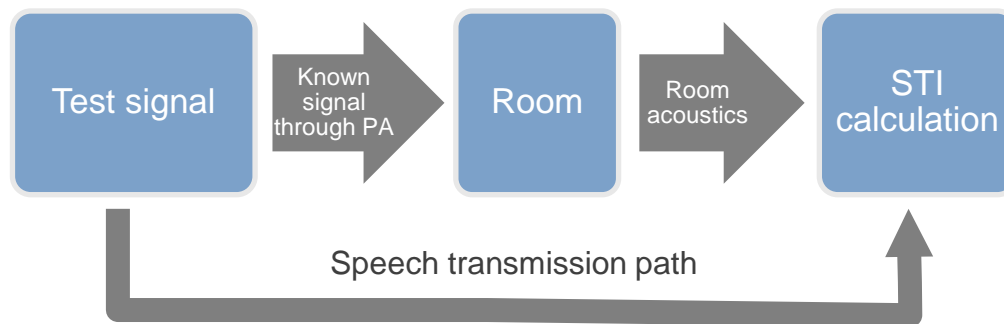 Test signal
Known
signal
through PA
Room
Room
acoustics
STI
calculation
Speech transmission path